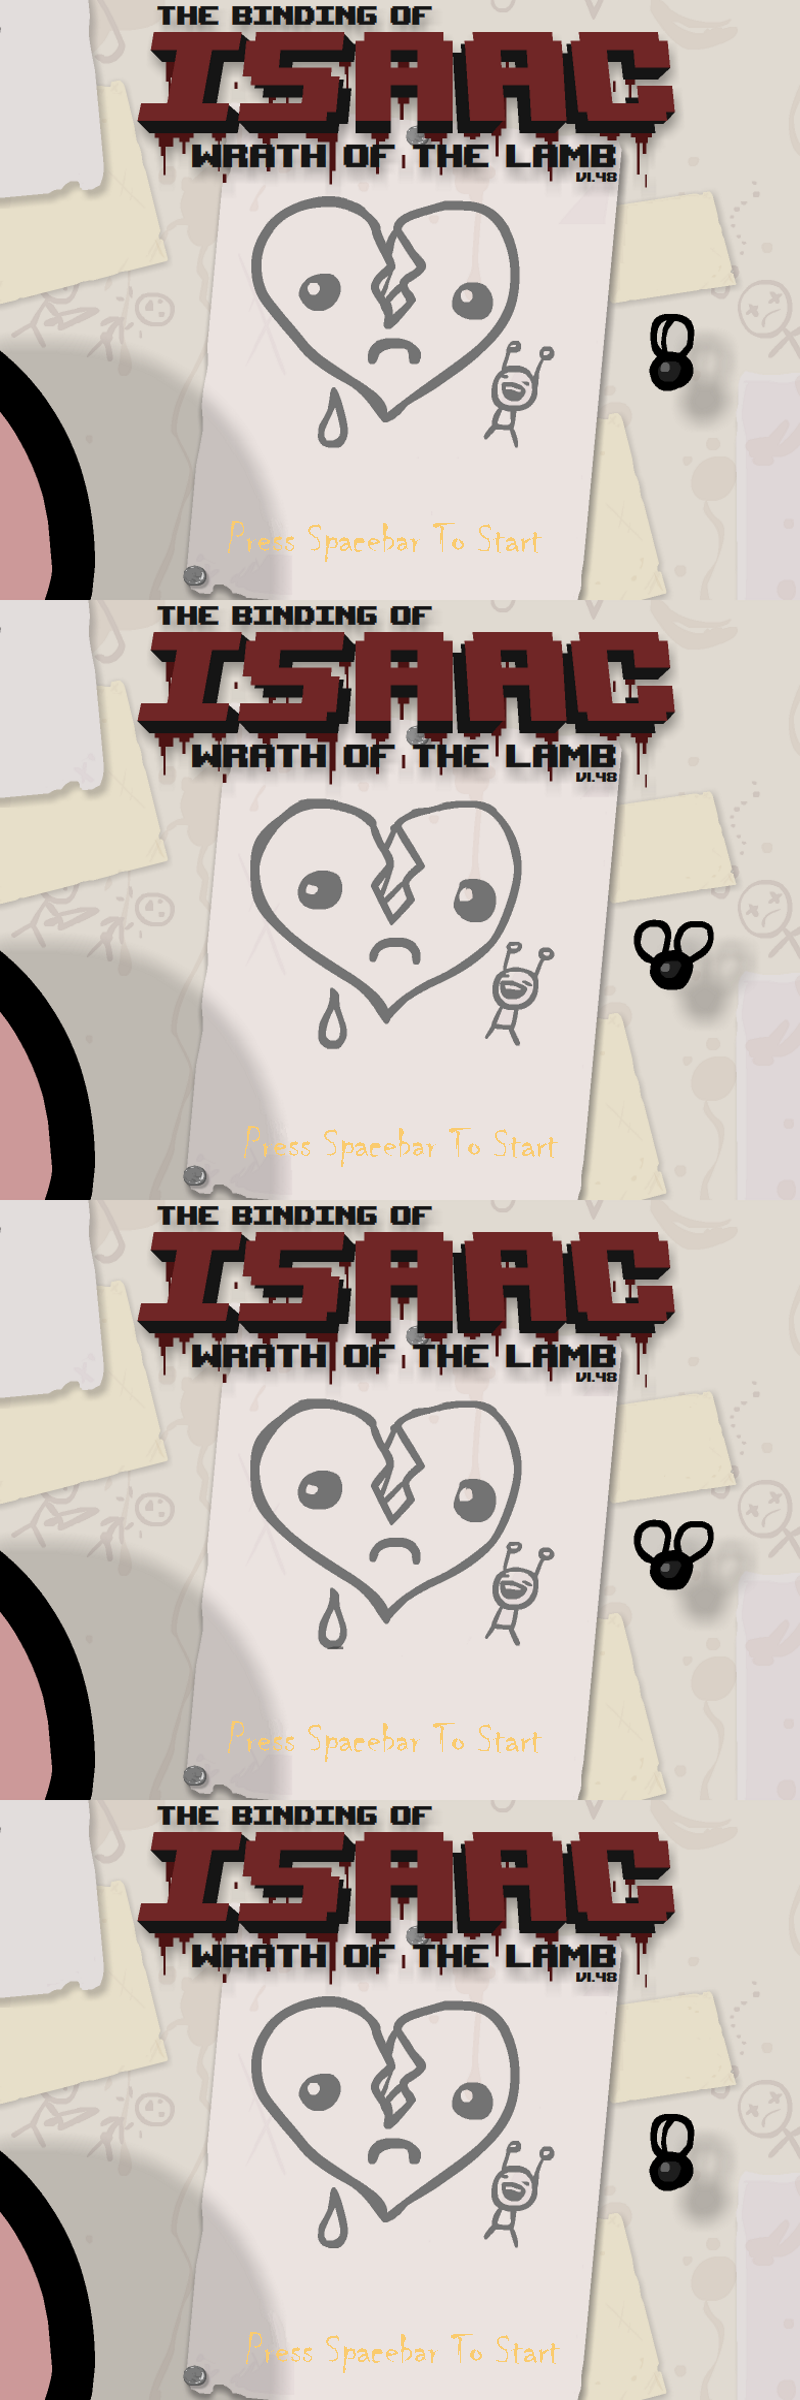 THE BINDING OF
ISAAC
WRATH OF THE LAMB
V1.48
Press Spacebar To Start
THE BINDING OF
ISAAC
WRATH OF THE LAMB
V1.48
Press Spacebar To Start
THE BINDING OF
ISAAC
WRATH OF THE LAMB
V1.48
Press Spacebar To Start
THE BINDING OF
ISAAC
WRATH OF THE LAMB
V1.48
Press Spacebar To Start